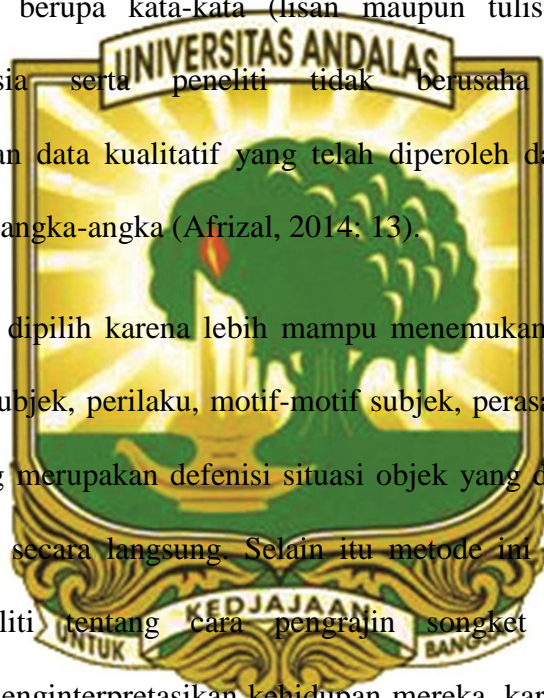 berupa kata-kata (lisan maupun tulis
UNIVERSITAS ANDALAS
sia serta peneliti tidak berusaha
an data kualitatif yang telah diperoleh da
angka-angka (Afrizal, 2014: 13).
dipilih karena lebih mampu menemukan
ubjek, perilaku, motif-motif subjek, perasa
g merupakan defenisi situasi objek yang d
secara langsung. Selain itu metode ini
liti tentang cara pengrajin songket
UNTUK KEDJAJAAN BANGSA
enginterpretasikan kehidupan mereka, kar